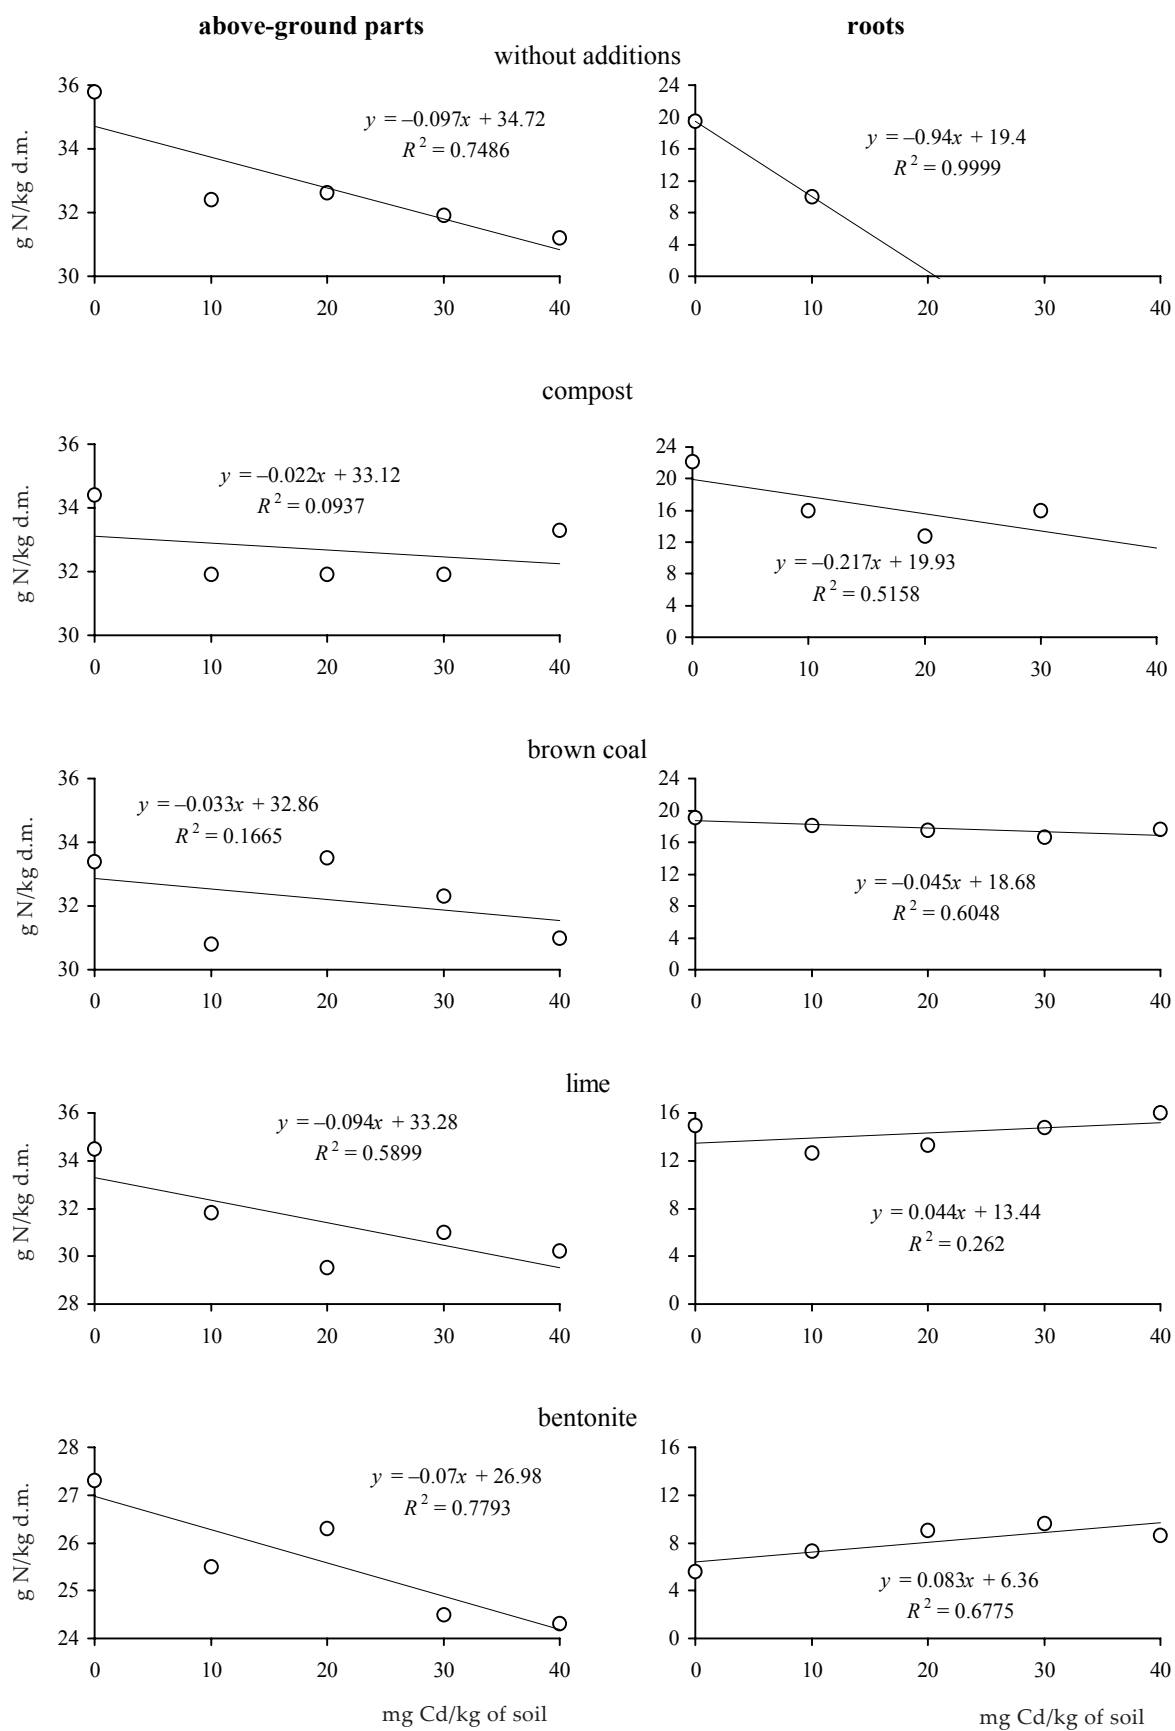 above-ground parts
roots
without additions
36
34
32
30
g N/kg d.m.
y = –0.097x + 34.72
R² = 0.7486
0 10 20 30 40
24
20
16
12
8
4
0
y = –0.94x + 19.4
R² = 0.9999
0 10 20 30 40
compost
36
34
32
30
g N/kg d.m.
y = –0.022x + 33.12
R² = 0.0937
0 10 20 30 40
24
20
16
12
8
4
0
y = –0.217x + 19.93
R² = 0.5158
0 10 20 30 40
brown coal
36
34
32
30
g N/kg d.m.
y = –0.033x + 32.86
R² = 0.1665
0 10 20 30 40
24
20
16
12
8
4
0
y = –0.045x + 18.68
R² = 0.6048
0 10 20 30 40
lime
36
34
32
30
28
g N/kg d.m.
y = –0.094x + 33.28
R² = 0.5899
0 10 20 30 40
16
12
8
4
0
y = 0.044x + 13.44
R² = 0.262
0 10 20 30 40
bentonite
28
27
26
25
24
g N/kg d.m.
y = –0.07x + 26.98
R² = 0.7793
0 10 20 30 40
mg Cd/kg of soil
16
12
8
4
0
y = 0.083x + 6.36
R² = 0.6775
0 10 20 30 40
mg Cd/kg of soil